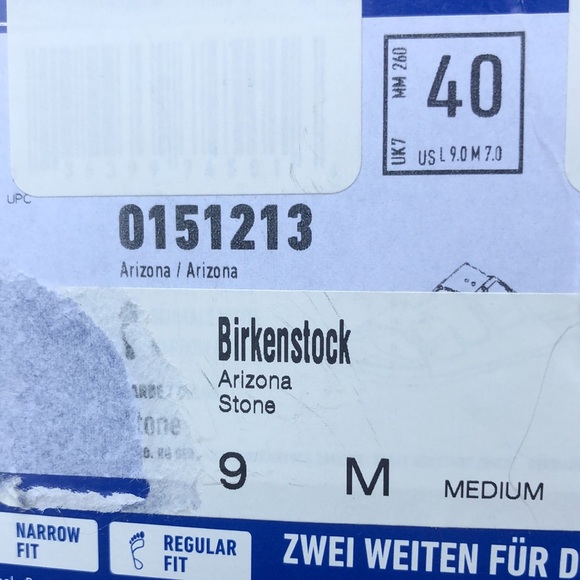 MM 260
40
UK7
US L 9.0 M 7.0
UPC
0151213
Arizona / Arizona
Birkenstock
Arizona
Stone
tone
9 M MEDIUM
NARROW
FIT
REGULAR
FIT
ZWEI WEITEN FÜR D